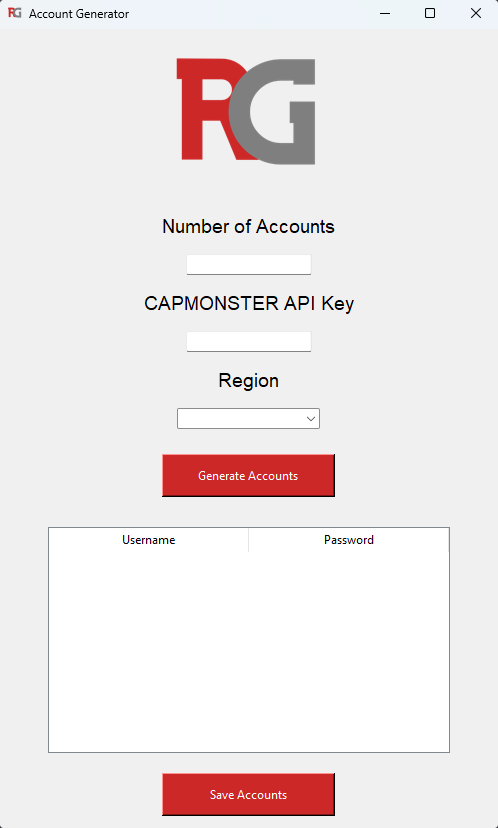 RG Account Generator
RG
Number of Accounts
CAPMONSTER API Key
Region
Generate Accounts
Username Password
Save Accounts